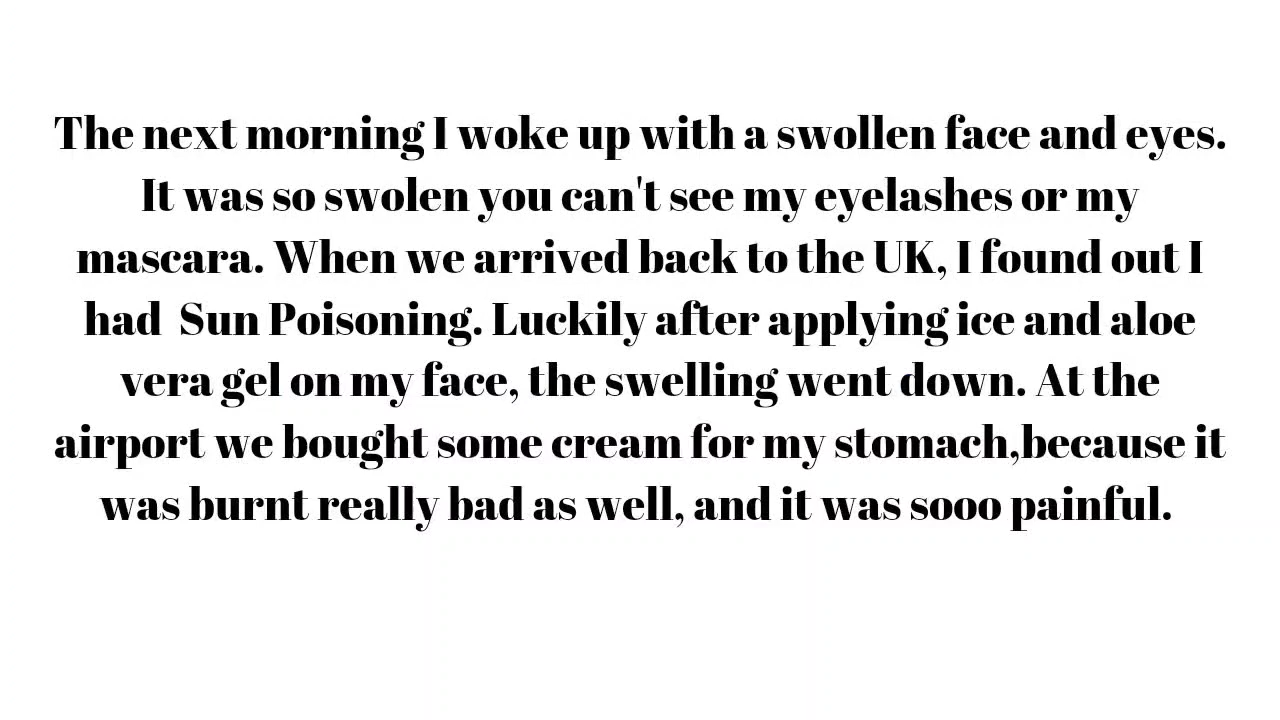 The next morning I woke up with a swollen face and eyes.
It was so swolen you can't see my eyelashes or my
mascara. When we arrived back to the UK, I found out I
had  Sun Poisoning. Luckily after applying ice and aloe
vera gel on my face, the swelling went down. At the
airport we bought some cream for my stomach,because it
was burnt really bad as well, and it was sooo painful.